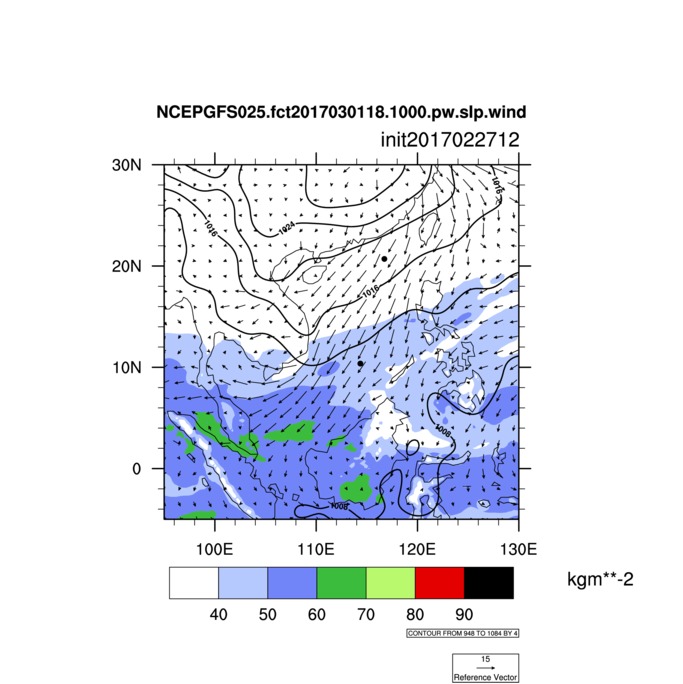 NCEPGFS025.fct2017030118.1000.pw.slp.wind
init2017022712
30N
1016
1016
1024
20N
1016
10N
1008
0
1008
100E 110E 120E 130E
kgm**-2
40 50 60 70 80 90
CONTOUR FROM 948 TO 1084 BY 4
15
Reference Vector